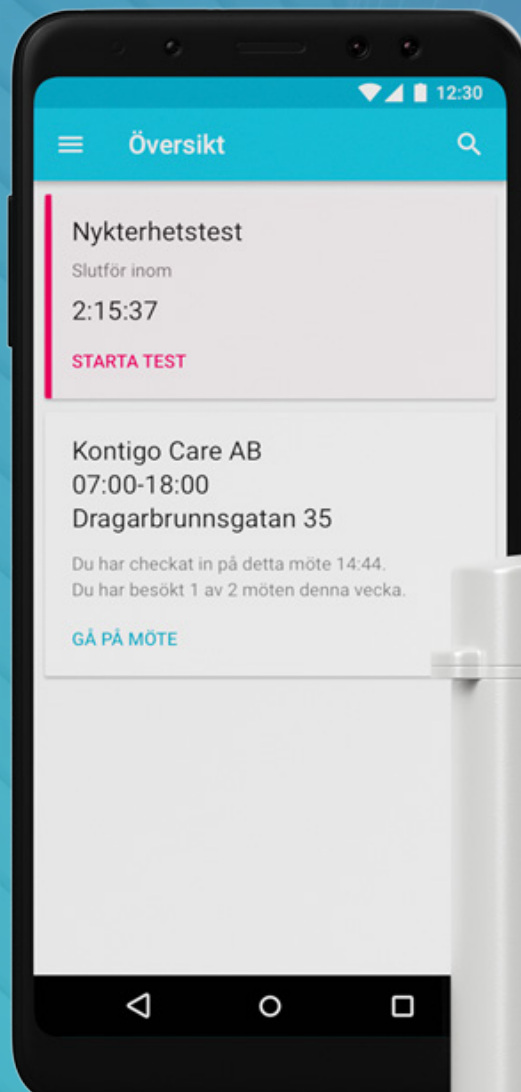 12:30
Översikt
Nykterhetstest
Slutför inom
2:15:37
STARTA TEST
Kontigo Care AB
07:00-18:00
Dragarbrunnsgatan 35
Du har checkat in på detta möte 14:44.
Du har besökt 1 av 2 möten denna vecka.
GÅ PÅ MÖTE